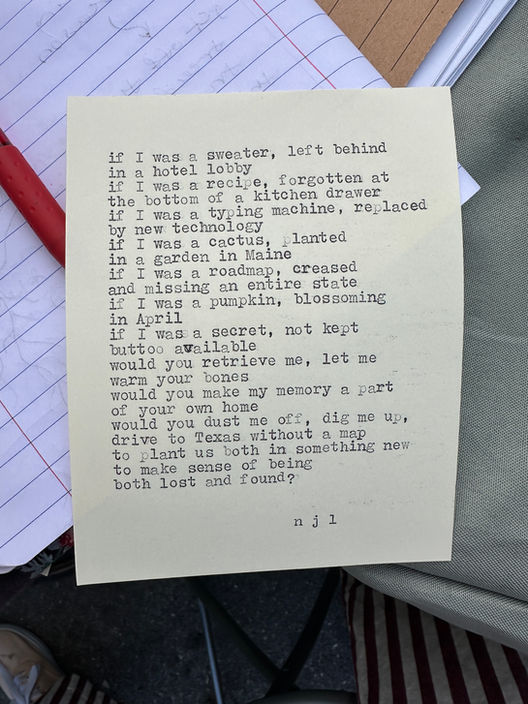 if I was a sweater, left behind
in a hotel lobby
if I was a recipe, forgotten at
the bottom of a kitchen drawer
if I was a typing machine, replaced
by new technology
if I was a cactus, planted
in a garden in Maine
if I was a roadmap, creased
and missing an entire state
if I was a pumpkin, blossoming
in April
if I was a secret, not kept
buttoo available
would you retrieve me, let me
warm your bones
would you make my memory a part
of your own home
would you dust me off, dig me up,
drive to Texas without a map
to plant us both in something new
to make sense of being
both lost and found?
n j l